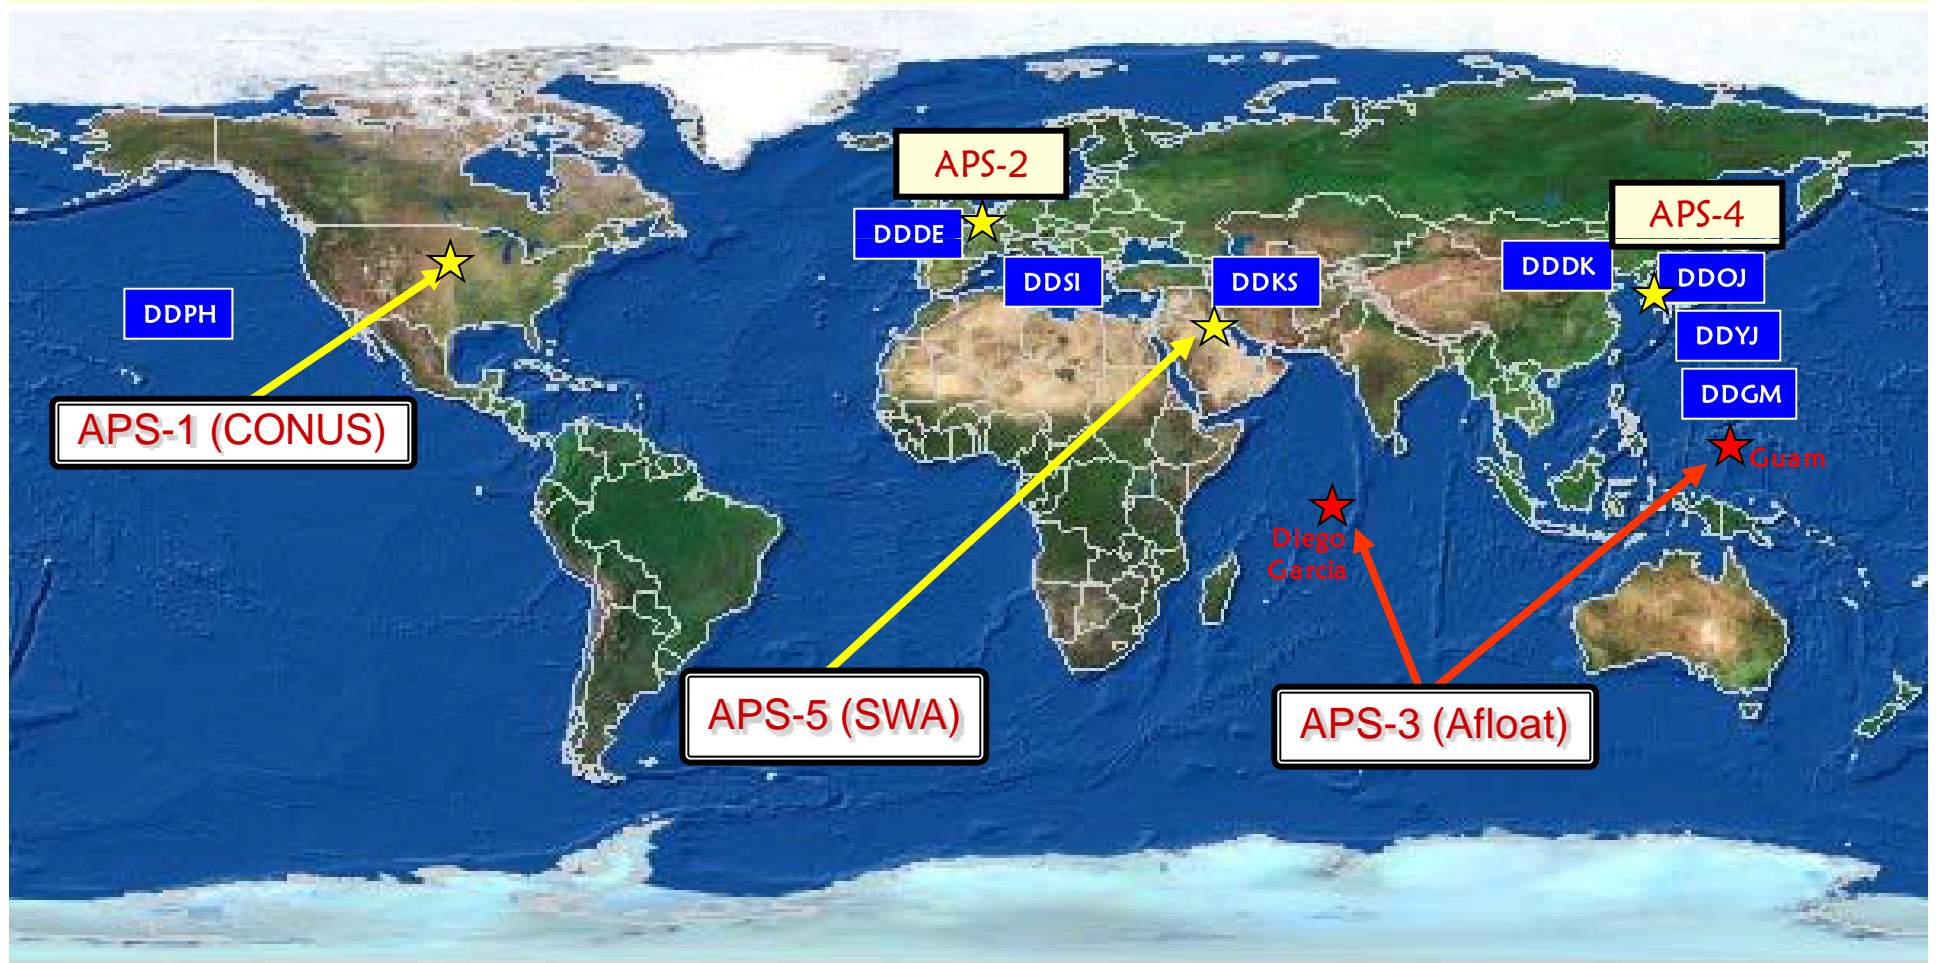 APS-2
APS-4
DDDE
DDSI
DDKS
DDDK
DDOJ
DDPH
DDYJ
DDGM
APS-1 (CONUS)
Guam
Diego
Garcia
APS-5 (SWA)
APS-3 (Afloat)